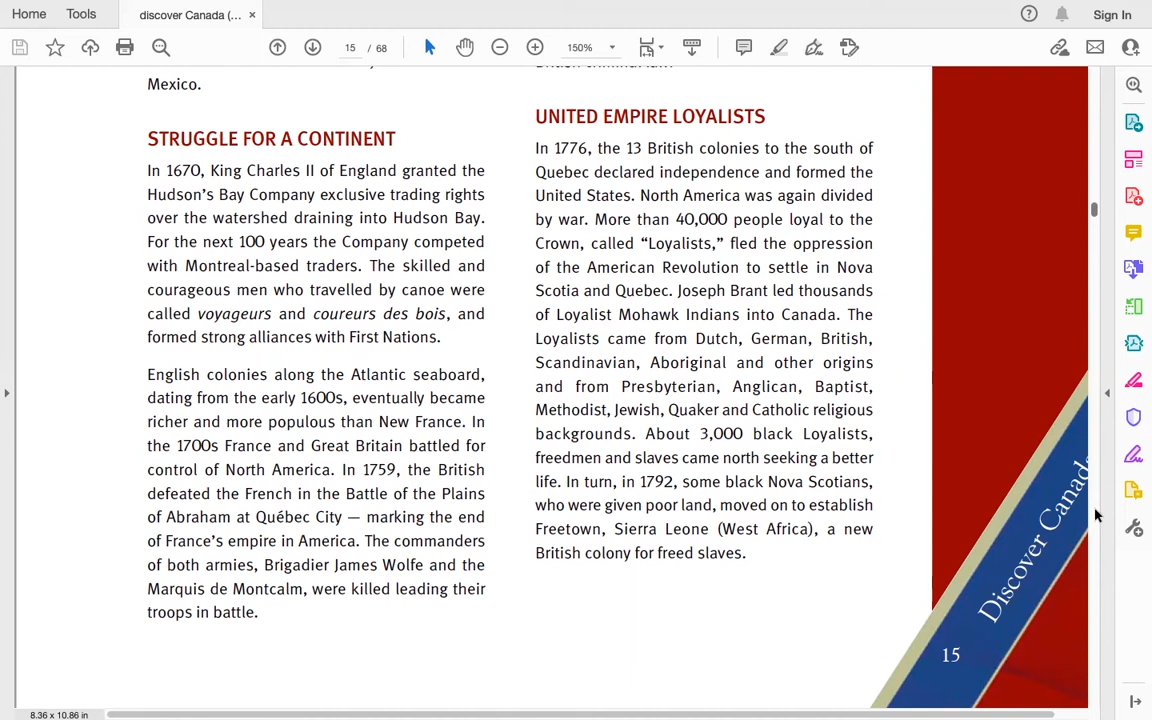 Home
Tools
discover Canada (... ×
? Sign In
15 / 68
150%
Mexico.
STRUGGLE FOR A CONTINENT
In 1670, King Charles II of England granted the
Hudson's Bay Company exclusive trading rights
over the watershed draining into Hudson Bay.
For the next 100 years the Company competed
with Montreal-based traders. The skilled and
courageous men who travelled by canoe were
called voyageurs and coureurs des bois, and
formed strong alliances with First Nations.
English colonies along the Atlantic seaboard,
dating from the early 1600s, eventually became
richer and more populous than New France. In
the 1700s France and Great Britain battled for
control of North America. In 1759, the British
defeated the French in the Battle of the Plains
of Abraham at Québec City — marking the end
of France's empire in America. The commanders
of both armies, Brigadier James Wolfe and the
Marquis de Montcalm, were killed leading their
troops in battle.
UNITED EMPIRE LOYALISTS
In 1776, the 13 British colonies to the south of
Quebec declared independence and formed the
United States. North America was again divided
by war. More than 40,000 people loyal to the
Crown, called “Loyalists,” fled the oppression
of the American Revolution to settle in Nova
Scotia and Quebec. Joseph Brant led thousands
of Loyalist Mohawk Indians into Canada. The
Loyalists came from Dutch, German, British,
Scandinavian, Aboriginal and other origins
and from Presbyterian, Anglican, Baptist,
Methodist, Jewish, Quaker and Catholic religious
backgrounds. About 3,000 black Loyalists,
freedmen and slaves came north seeking a better
life. In turn, in 1792, some black Nova Scotians,
who were given poor land, moved on to establish
Freetown, Sierra Leone (West Africa), a new
British colony for freed slaves.
Discover Canada
15
8.36 x 10.86 in